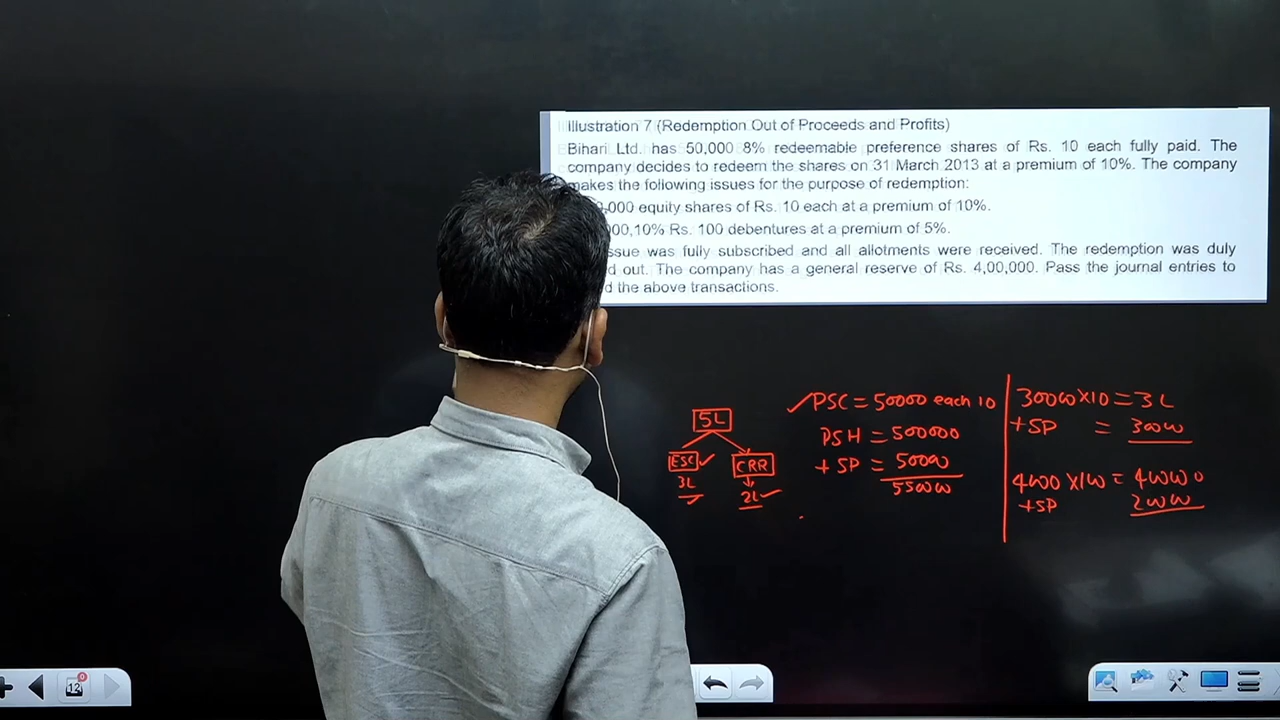 Illustration 7 (Redemption Out of Proceeds and Profits)
Bihari Ltd. has 50,000 8% redeemable preference shares of Rs. 10 each fully paid. The
company decides to redeem the shares on 31 March 2013 at a premium of 10%. The company
makes the following issues for the purpose of redemption:
0,000 equity shares of Rs. 10 each at a premium of 10%.
00,10% Rs. 100 debentures at a premium of 5%.
ssue was fully subscribed and all allotments were received. The redemption was duly
d out. The company has a general reserve of Rs. 4,00,000. Pass the journal entries to
d the above transactions.
5L
ESC CRR
3L 2L
PSC = 50000 each 10
PSH = 500000
+ SP = 50000
550000
30000×10 = 3L
+SP = 30000
4000×100 = 400000
+SP 20000
12